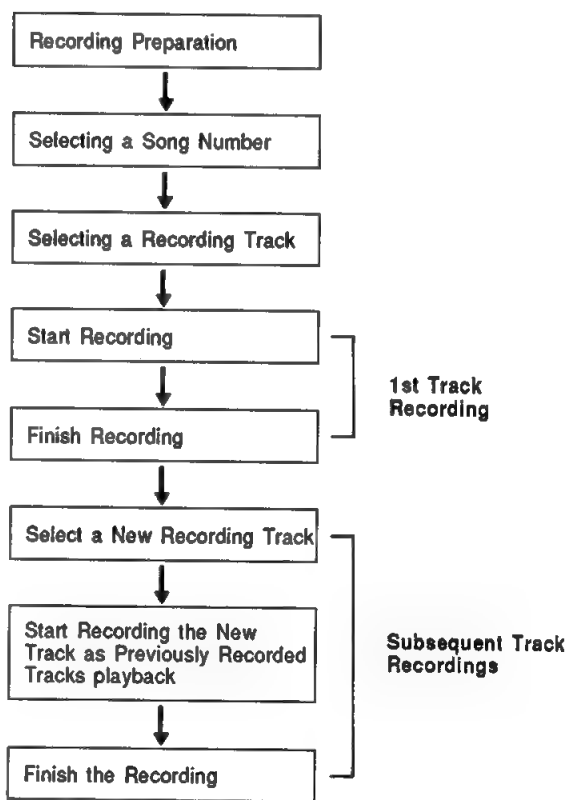 Recording Preparation
Selecting a Song Number
Selecting a Recording Track
Start Recording
1st Track
Recording
Finish Recording
Select a New Recording Track
Start Recording the New
Track as Previously Recorded
Tracks playback
Subsequent Track
Recordings
Finish the Recording